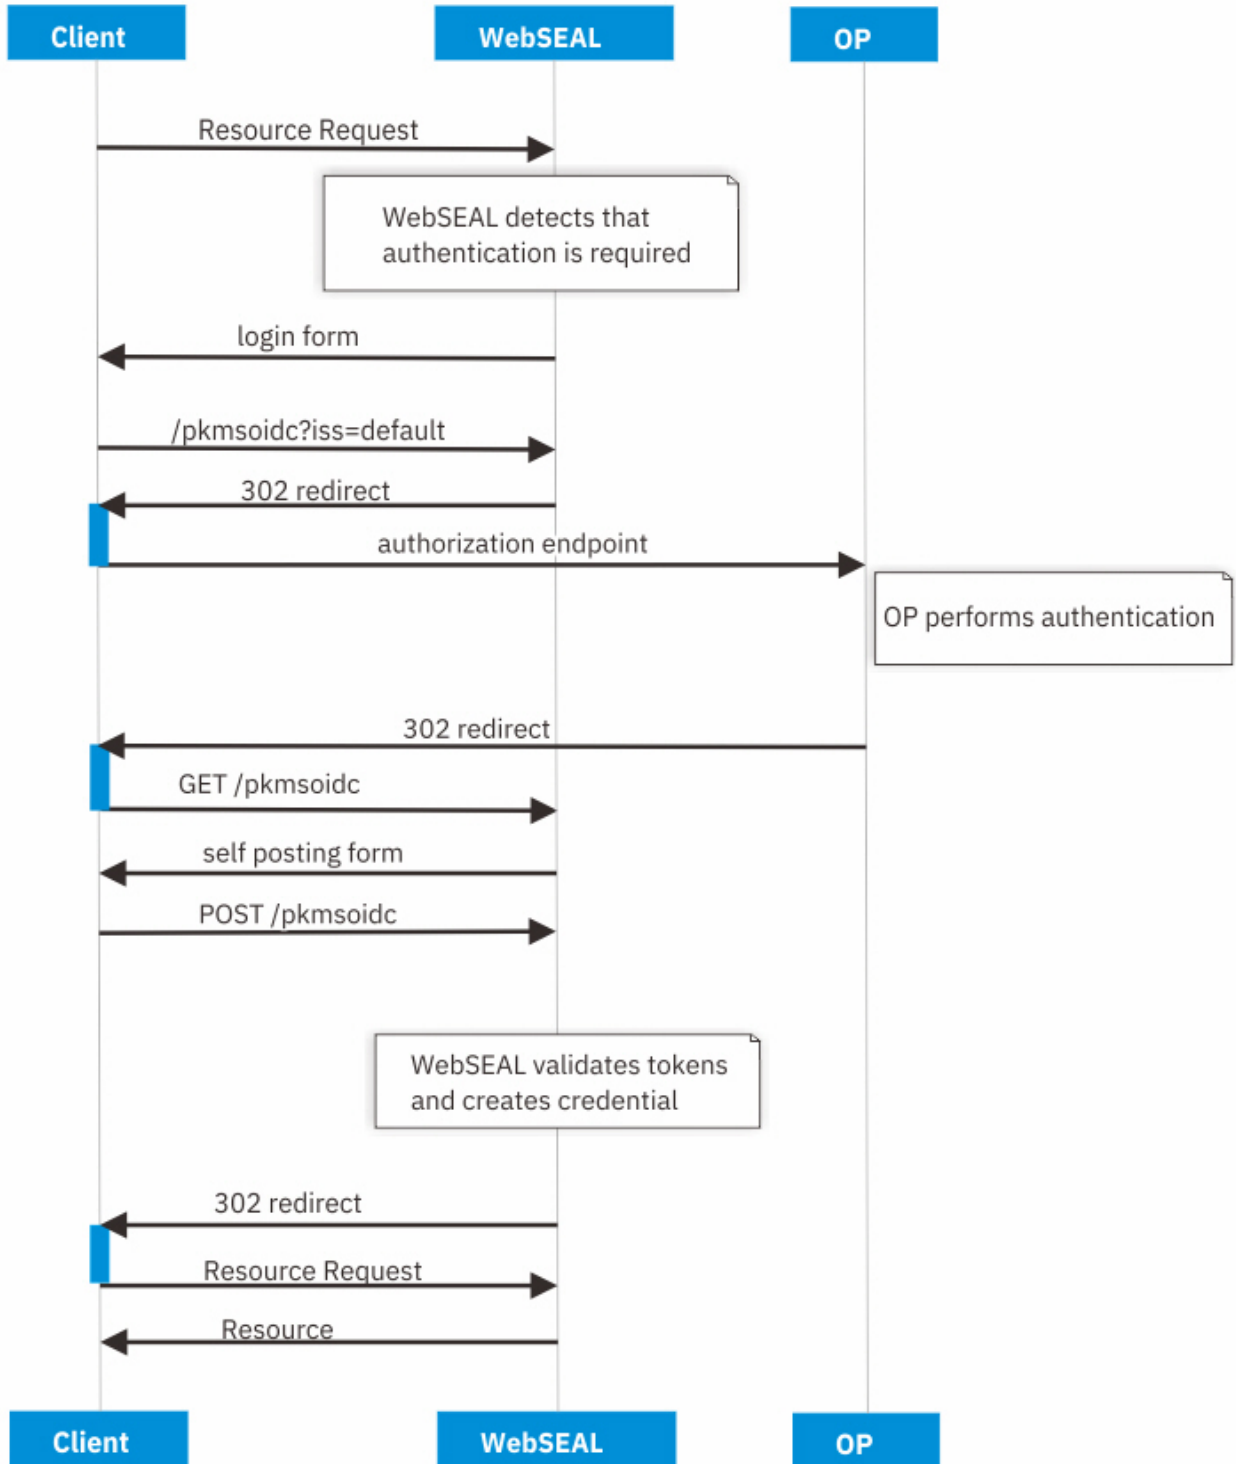 Client
WebSEAL
OP
Resource Request
WebSEAL detects that
authentication is required
login form
/pkmsoidc?iss=default
302 redirect
authorization endpoint
OP performs authentication
302 redirect
GET /pkmsoidc
self posting form
POST /pkmsoidc
WebSEAL validates tokens
and creates credential
302 redirect
Resource Request
Resource
Client
WebSEAL
OP